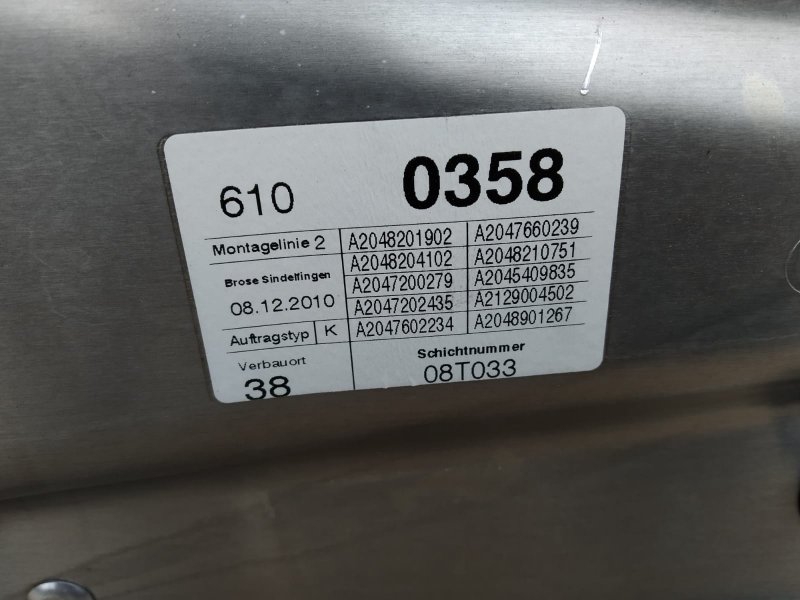 610 0358
Montagelinie 2 A2048201902 A2047660239
A2048204102 A2048210751
Brose Sindelfingen A2047200279 A2045409835
08.12.2010 A2047202435 A2129004502
Auftragstyp K A2047602234 A2048901267
Verbauort Schichtnummer
38 08T033